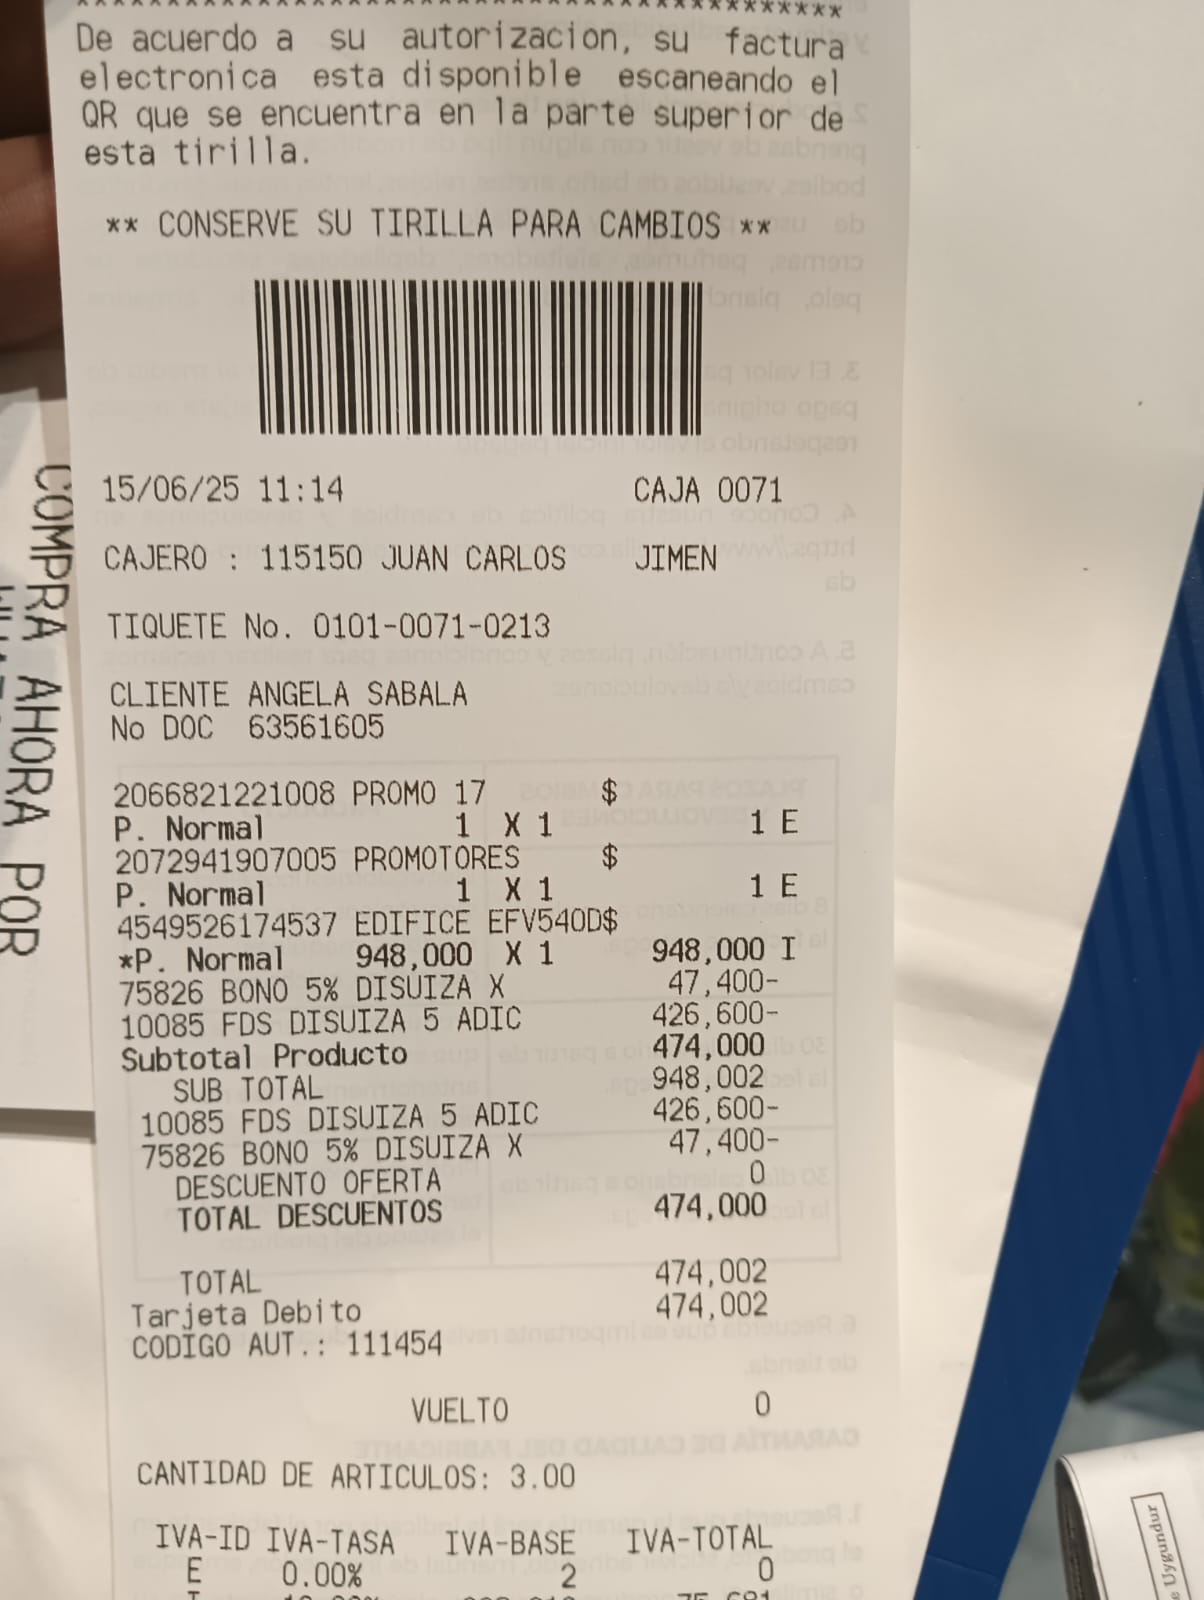 De acuerdo a su autorizacion, su factura
electronica esta disponible escaneando el
QR que se encuentra en la parte superior de
esta tirilla.
** CONSERVE SU TIRILLA PARA CAMBIOS **
15/06/25 11:14 CAJA 0071
CAJERO : 115150 JUAN CARLOS JIMEN
TIQUETE No. 0101-0071-0213
CLIENTE ANGELA SABALA
No DOC 63561605
2066821221008 PROMO 17 $
P. Normal 1 X 1 1 E
2072941907005 PROMOTORES $
P. Normal 1 X 1 1 E
4549526174537 EDIFICE EFV540D$
*P. Normal 948,000 X 1 948,000 I
75826 BONO 5% DISUIZA X 47,400-
10085 FDS DISUIZA 5 ADIC 426,600-
Subtotal Producto 474,000
SUB TOTAL 948,002
10085 FDS DISUIZA 5 ADIC 426,600-
75826 BONO 5% DISUIZA X 47,400-
DESCUENTO OFERTA 0
TOTAL DESCUENTOS 474,000
TOTAL 474,002
Tarjeta Debito 474,002
CODIGO AUT.: 111454
VUELTO 0
CANTIDAD DE ARTICULOS: 3.00
IVA-ID IVA-TASA IVA-BASE IVA-TOTAL
E 0.00% 2 0
COMPRA AHORA POR